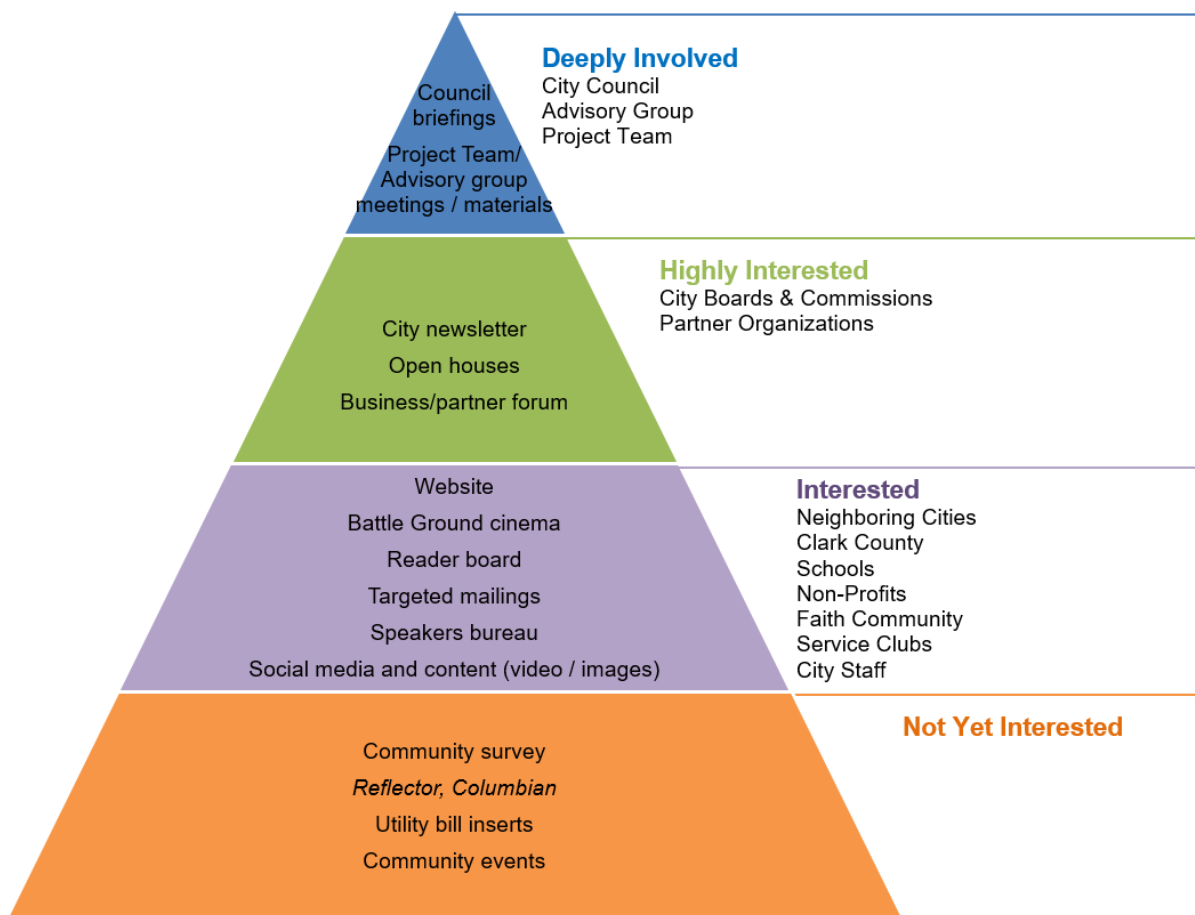 Council
briefings
Project Team/
Advisory group
meetings / materials
Deeply Involved
City Council
Advisory Group
Project Team
City newsletter
Open houses
Business/partner forum
Highly Interested
City Boards & Commissions
Partner Organizations
Website
Battle Ground cinema
Reader board
Targeted mailings
Speakers bureau
Social media and content (video / images)
Interested
Neighboring Cities
Clark County
Schools
Non-Profits
Faith Community
Service Clubs
City Staff
Community survey
Reflector, Columbian
Utility bill inserts
Community events
Not Yet Interested